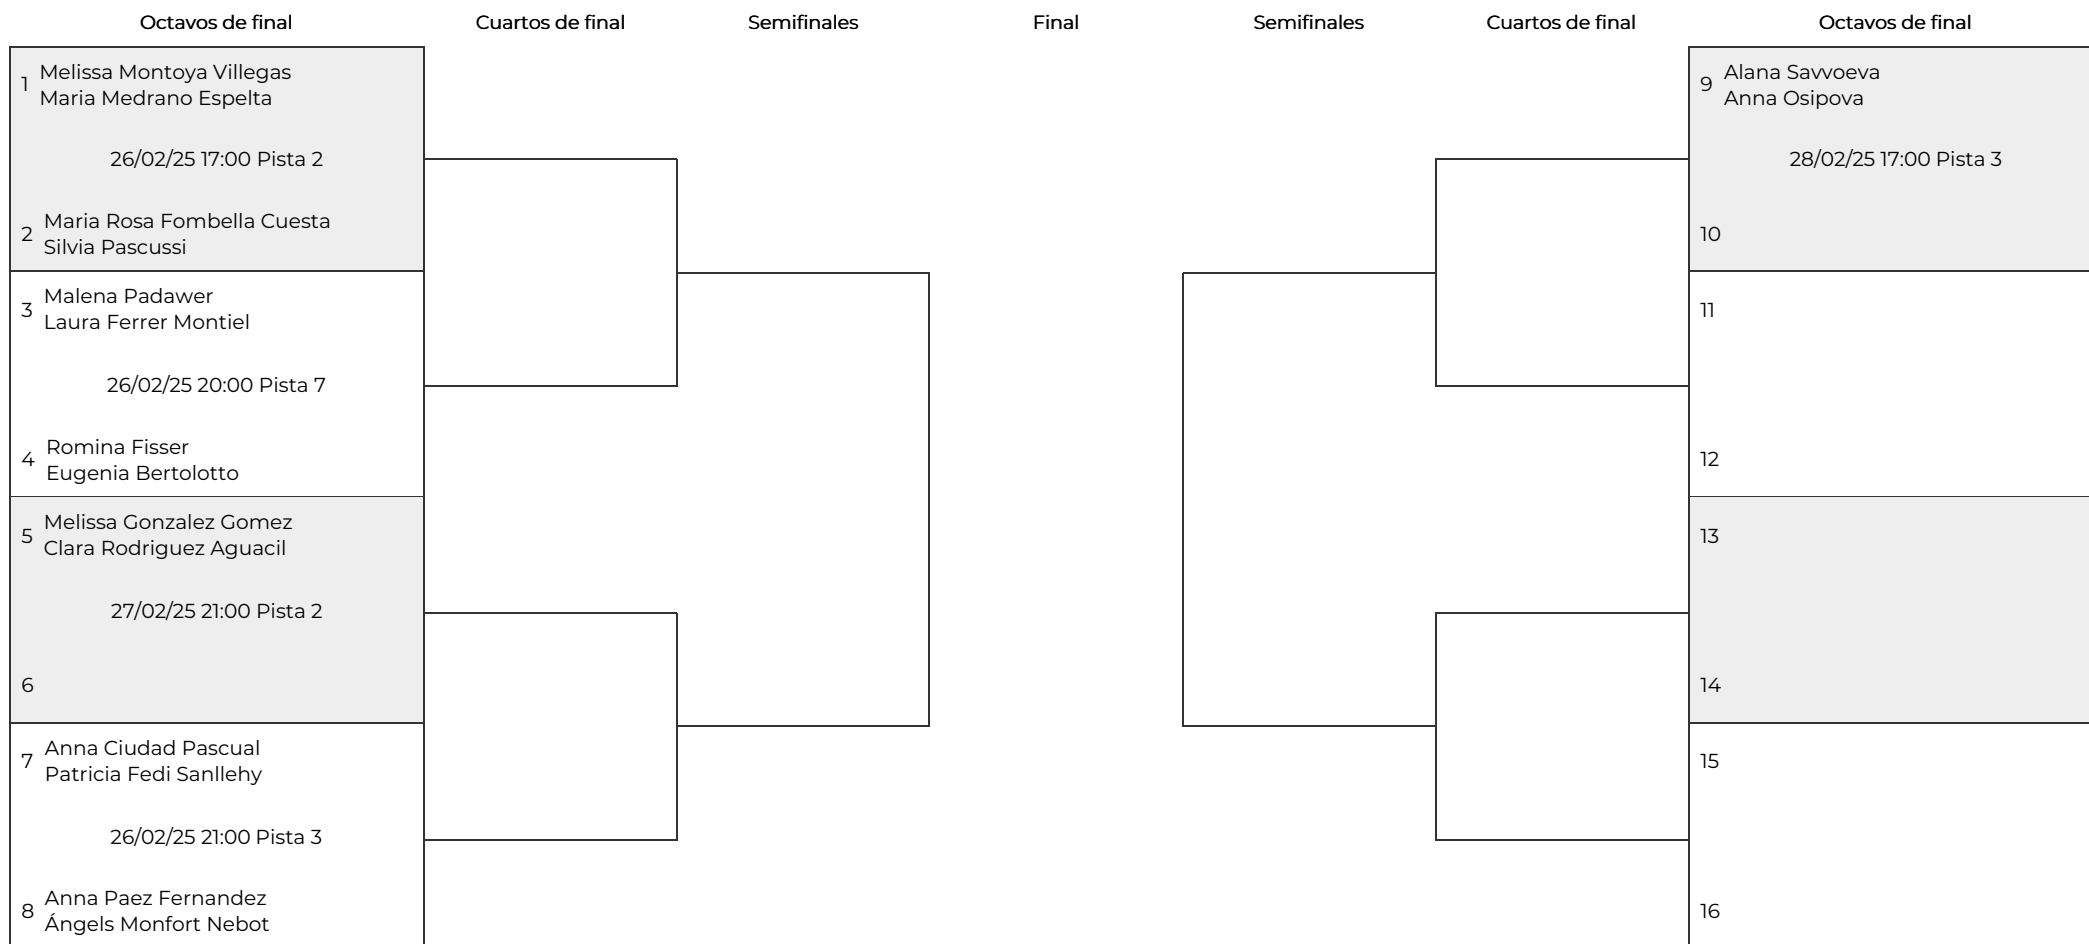 Octavos de final
Cuartos de final
Semifinales
Final
Semifinales
Cuartos de final
Octavos de final
1
Melissa Montoya Villegas
Maria Medrano Espelta
26/02/25 17:00 Pista 2
2
Maria Rosa Fombella Cuesta
Silvia Pascussi
3
Malena Padawer
Laura Ferrer Montiel
26/02/25 20:00 Pista 7
4
Romina Fisser
Eugenia Bertolotto
5
Melissa Gonzalez Gomez
Clara Rodriguez Aguacil
27/02/25 21:00 Pista 2
6
7
Anna Ciudad Pascual
Patricia Fedi Sanllehy
26/02/25 21:00 Pista 3
8
Anna Paez Fernandez
Ángels Monfort Nebot
9
Alana Savvoeva
Anna Osipova
28/02/25 17:00 Pista 3
10
11
12
13
14
15
16